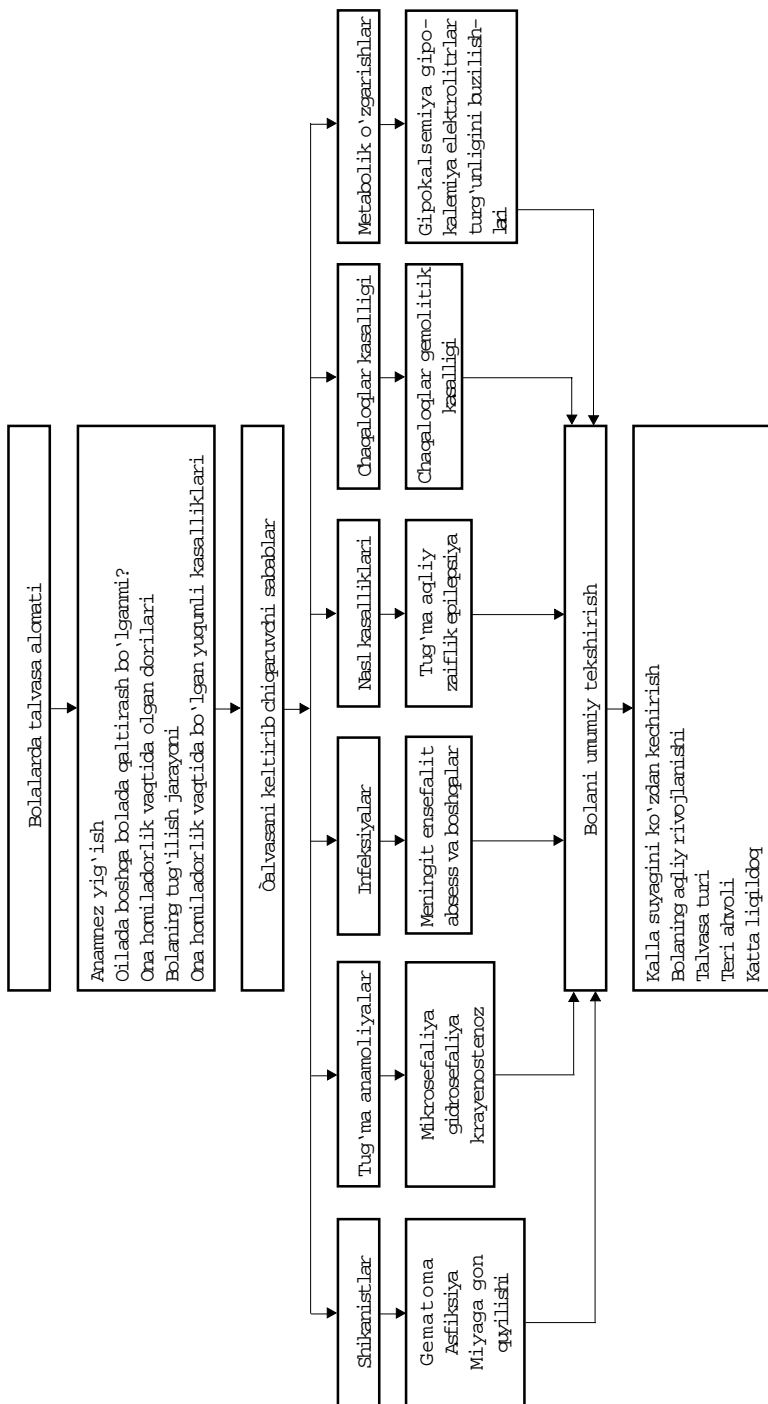 Bolalarda talvasa alomati
Anamnez yig‘ish
Oilada boshqa bolada qaltirash bo‘lganmi?
Ona homiladorlik vaqtida olgan dorilari
Bolaning tug‘ilish jarayoni
Ona homiladorlik vaqtida bo‘lgan yuqumli kasalliklari
Òalvasani keltirib chiqaruvchi sabablar
Shikanistlar
Tug‘ma anamoliyalar
Infeksiyalar
Nasl kasalliklari
Chaqaloqlar kasalligi
Metabolik o‘zgarishlar
Gematoma
Asfiksiya
Miyaga qon
quyilishi
Mikrosefaliya
gidrosefaliya
krayenostenoz
Meningit ensefalit
absess va boshqalar
Tug‘ma aqliy
zaiflik epilepsiya
Chaqaloqlar gemolitik
kasalligi
Gipokalsemiya gipo-
kalemiya elektrolitrlar
turg‘unligini buzilish-
lari
Bolani umumiy tekshirish
Kalla suyagini ko‘zdan kechirish
Bolaning aqliy rivojlanishi
Talvasa turi
Teri ahvoli
Katta liqildoq